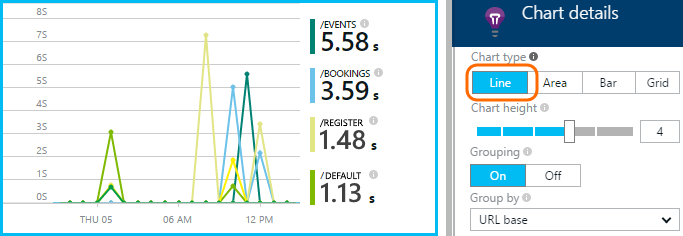 8S
7S
6S
5S
4S
3S
2S
1S
0S
THU 05
06 AM
12 PM
/EVENTS
5.58 s
/BOOKINGS
3.59 s
/REGISTER
1.48 s
/DEFAULT
1.13 s
Chart details
Chart type
Line Area Bar Grid
Chart height
4
Grouping
On Off
Group by
URL base